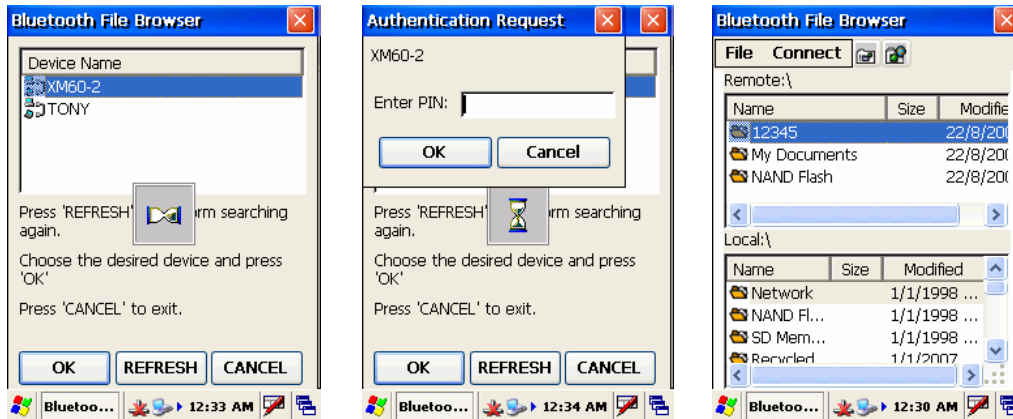 Bluetooth File Browser
Device Name
XM60-2
TONY
Press 'REFRESH' rm searching
again.
Choose the desired device and press
'OK'
Press 'CANCEL' to exit.
OK REFRESH CANCEL
Bluetoo... 12:33 AM
Authentication Request
XM60-2
Enter PIN:
OK Cancel
Press 'REFRESH' rm searching
again.
Choose the desired device and press
'OK'
Press 'CANCEL' to exit.
OK REFRESH CANCEL
Bluetoo... 12:34 AM
Bluetooth File Browser
File Connect
Remote:\
Name Size Modifie
12345 22/8/200
My Documents 22/8/200
NAND Flash 22/8/200
Local:\
Name Size Modified
Network 1/1/1998 ...
NAND Fl... 1/1/1998 ...
SD Mem... 1/1/1998 ...
Recycled 1/1/2007
Bluetoo... 12:30 AM